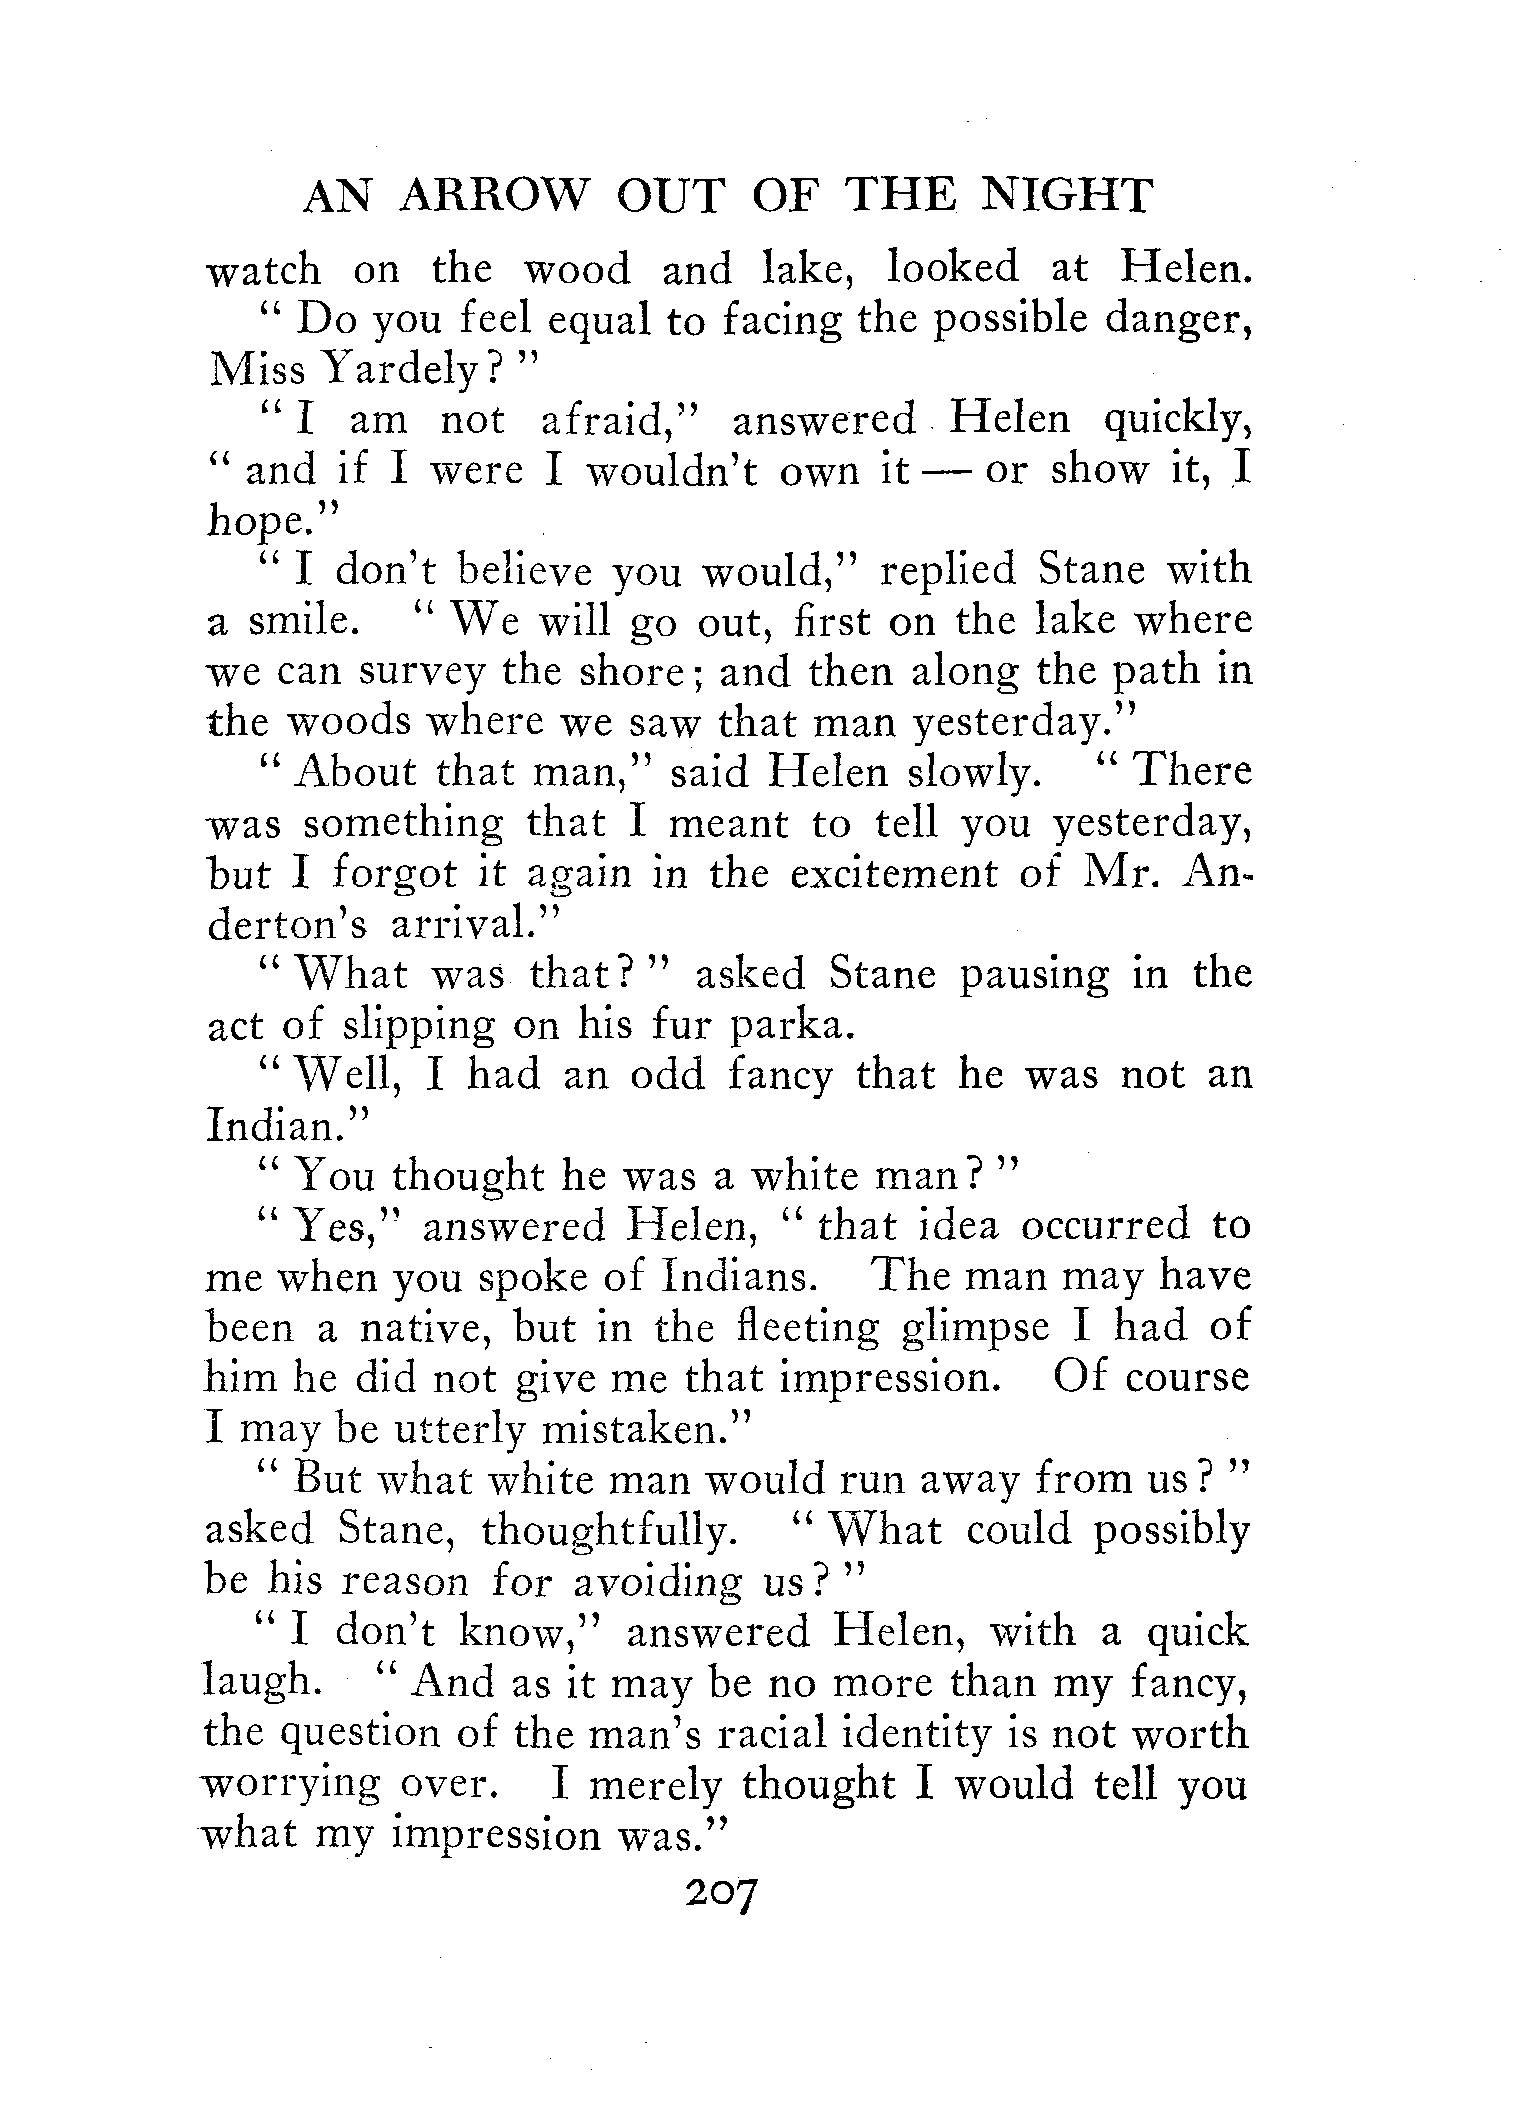 AN ARROW OUT OF THE NIGHT
watch on the wood and lake, looked at Helen.
" Do you feel equal to facing the possible danger,
Miss Yardely? "
" I am not afraid," answered Helen quickly,
" and if I were I wouldn't own it — or show it, I
hope."
" I don't believe you would," replied Stane with
a smile. " We will go out, first on the lake where
we can survey the shore; and then along the path in
the woods where we saw that man yesterday."
" About that man," said Helen slowly. " There
was something that I meant to tell you yesterday,
but I forgot it again in the excitement of Mr. An-
derton's arrival."
" What was that? " asked Stane pausing in the
act of slipping on his fur parka.
" Well, I had an odd fancy that he was not an
Indian."
" You thought he was a white man? "
" Yes," answered Helen, " that idea occurred to
me when you spoke of Indians. The man may have
been a native, but in the fleeting glimpse I had of
him he did not give me that impression. Of course
I may be utterly mistaken."
" But what white man would run away from us? "
asked Stane, thoughtfully. " What could possibly
be his reason for avoiding us? "
" I don't know," answered Helen, with a quick
laugh. " And as it may be no more than my fancy,
the question of the man's racial identity is not worth
worrying over. I merely thought I would tell you
what my impression was."
207